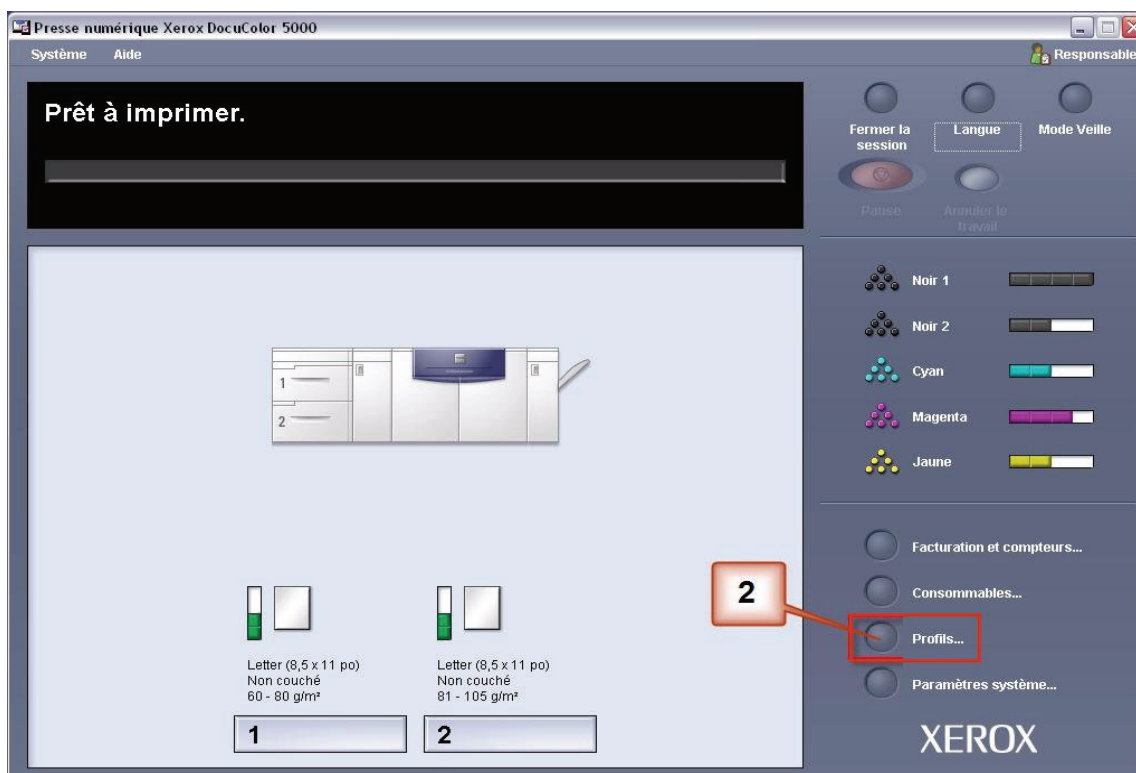 Presse numérique Xerox DocuColor 5000
Système Aide
Responsable
Prêt à imprimer.
Fermer la session
Langue
Mode Veille
Pause
Annuler le travail
Noir 1
Noir 2
Cyan
Magenta
Jaune
1
2
Facturation et compteurs...
Consommables...
2
Profils...
Paramètres système...
Letter (8,5 x 11 po)
Non couché
60 - 80 g/m²
1
Letter (8,5 x 11 po)
Non couché
81 - 105 g/m²
2
XEROX